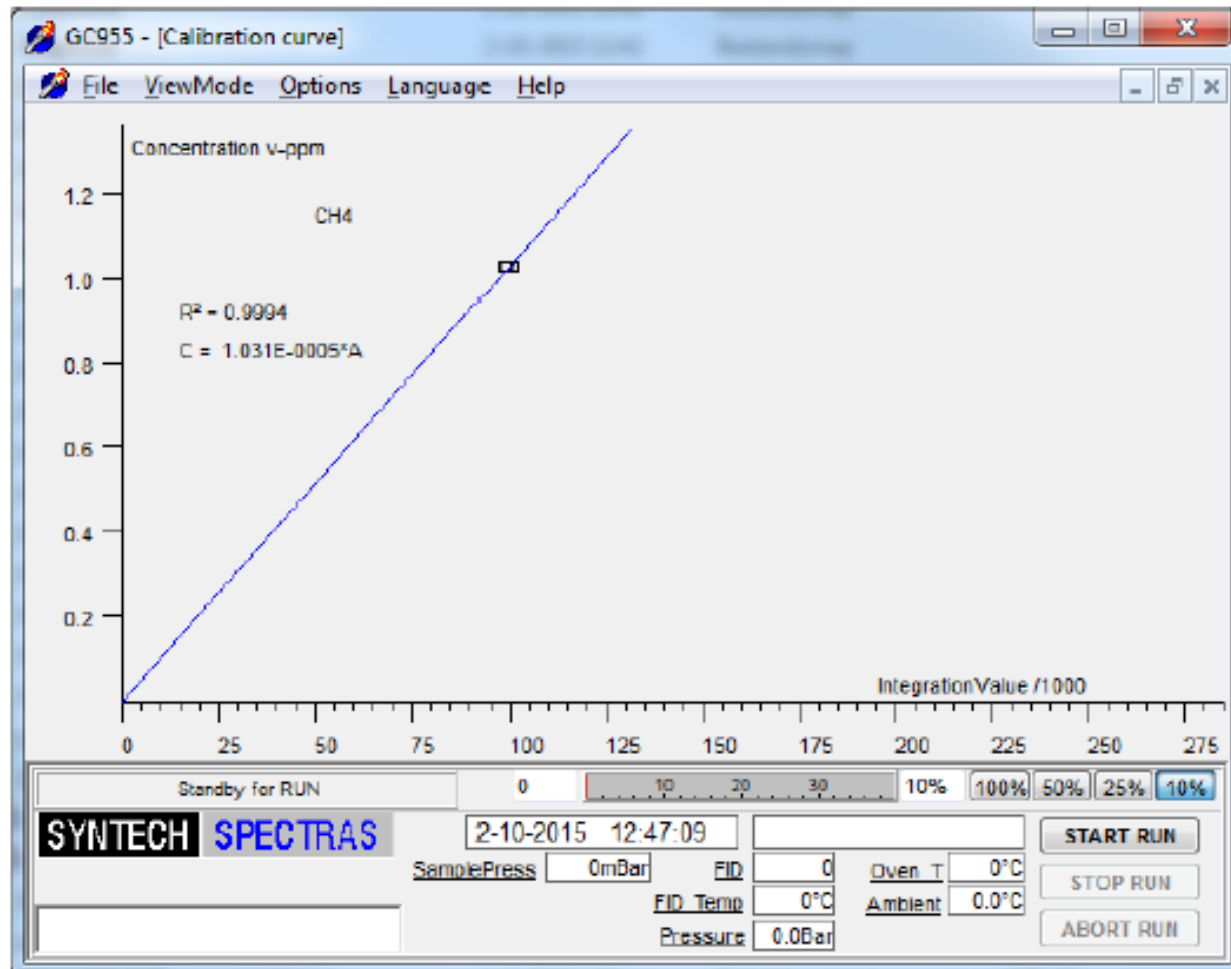 GC955 - [Calibration curve]
File ViewMode Options Language Help
Concentration v-ppm
1.2
CH4
1.0
R² = 0.9994
C = 1.031E-0005*A
0.8
0.6
0.4
0.2
IntegrationValue /1000
0 25 50 75 100 125 150 175 200 225 250 275
Standby for RUN 0 10 20 30 10% 100% 50% 25% 10%
SYNTECH SPECTRAS 2-10-2015 12:47:09 START RUN
SamplePress 0mBar FID 0 Oven T 0°C STOP RUN
FID Temp 0°C Ambient 0.0°C
Pressure 0.0Bar ABORT RUN